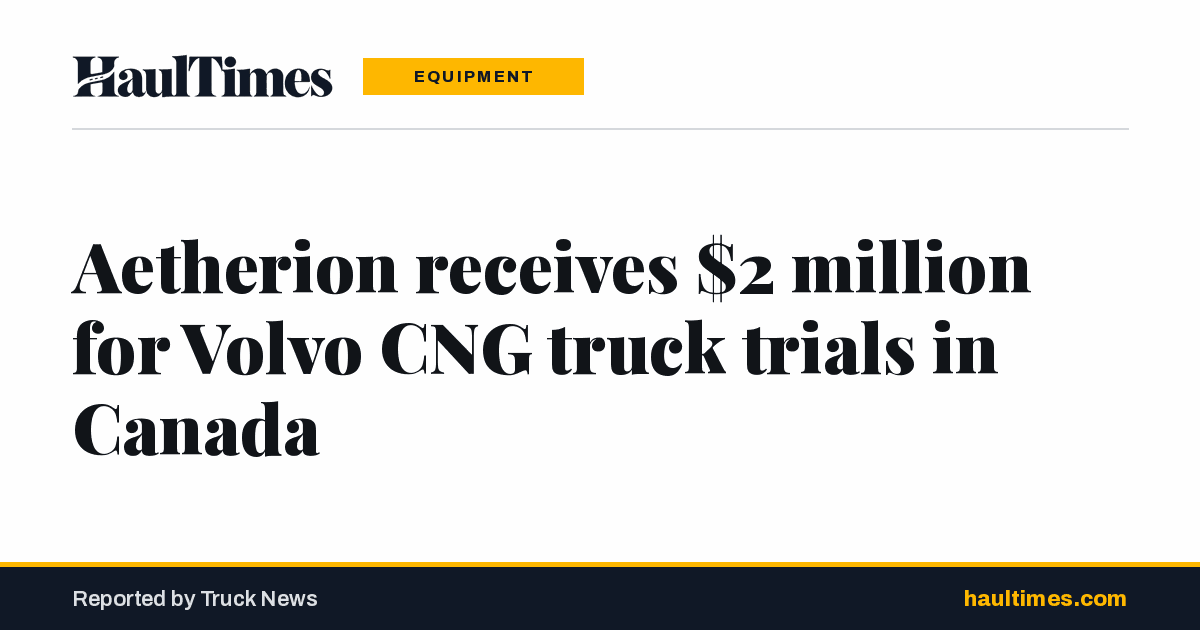 HaulTimes
EQUIPMENT
Aetherion receives $2 million
for Volvo CNG truck trials in
Canada
Reported by Truck News
haultimes.com